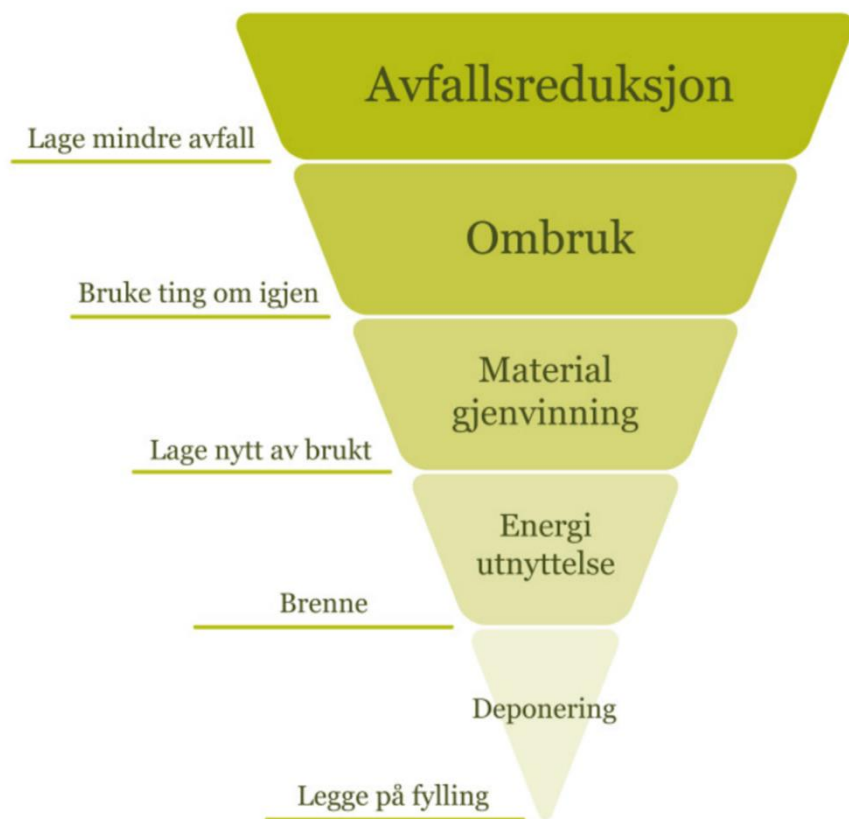 Avfallsreduksjon
Lage mindre avfall
Ombruk
Bruke ting om igjen
Material
gjenvinning
Lage nytt av brukt
Energi
utnyttelse
Brenne
Deponering
Legge på fylling